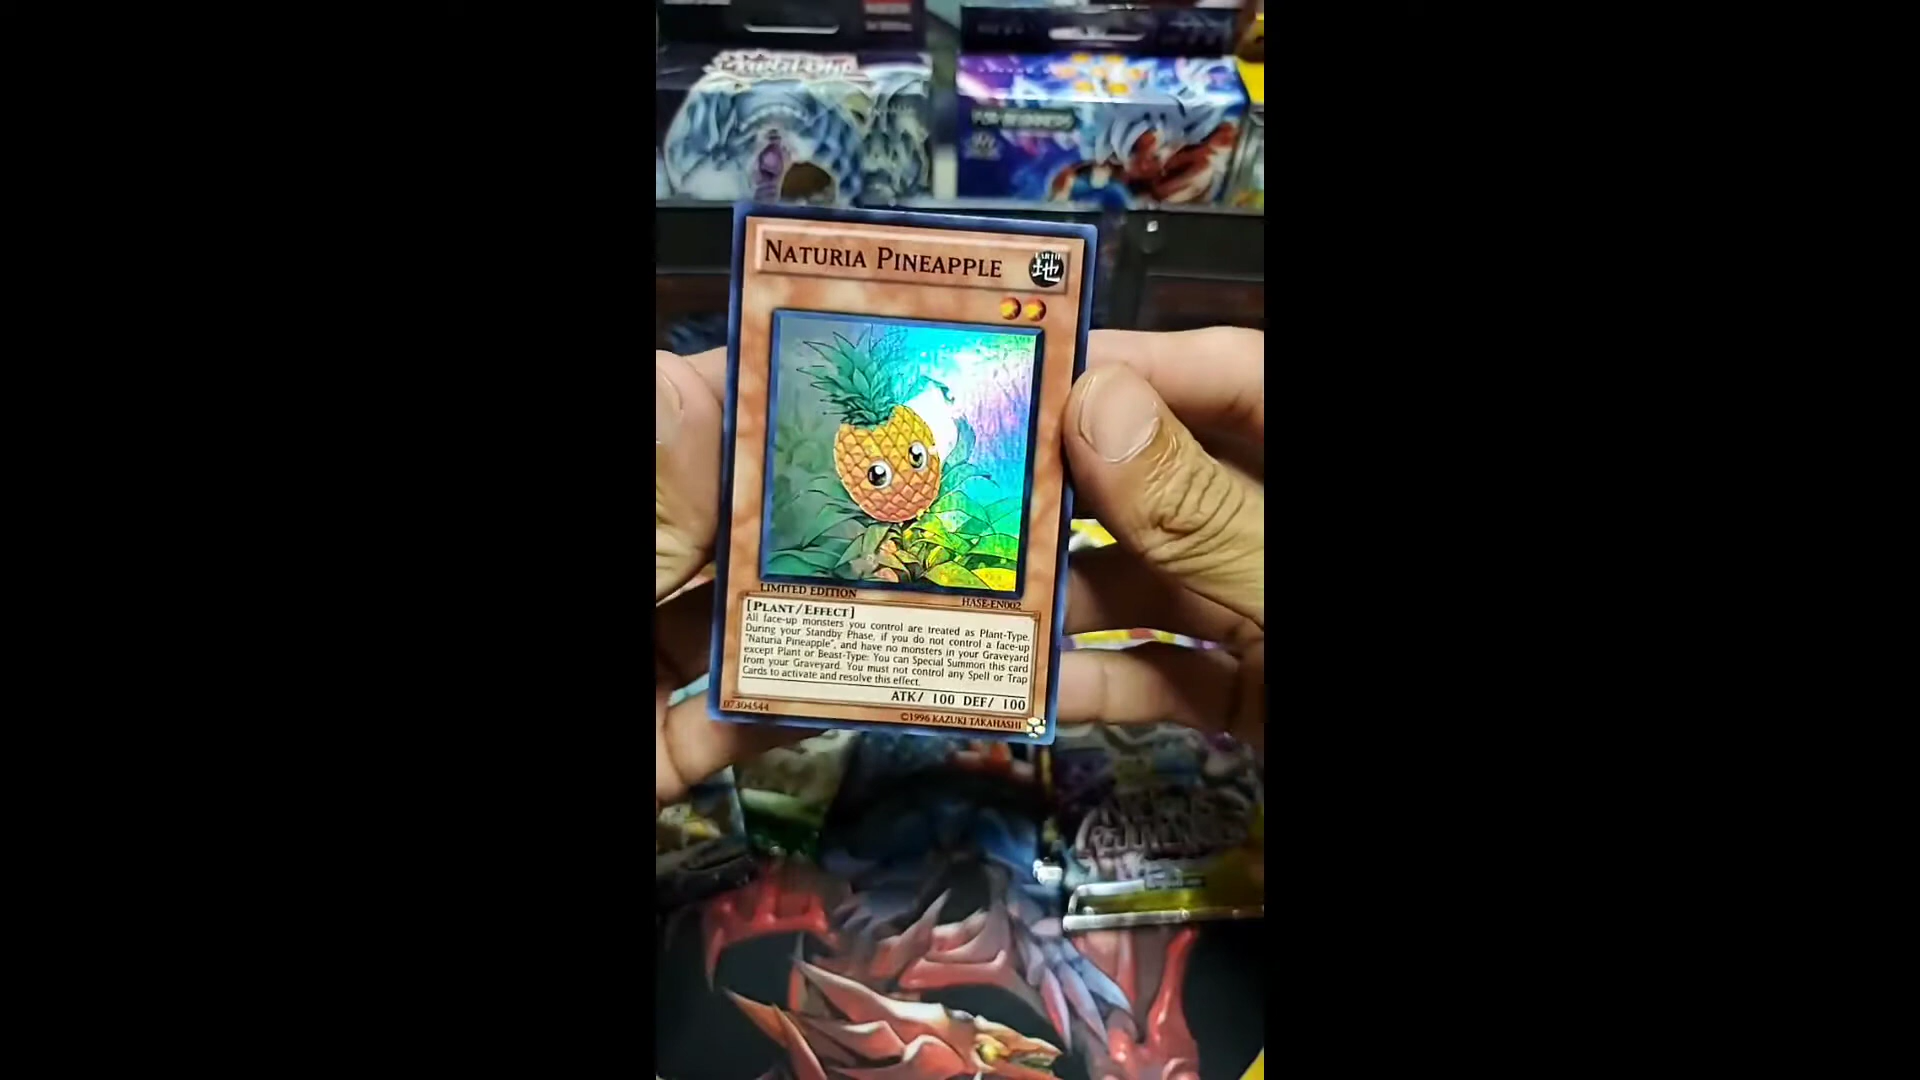 FOR BEGINNERS
NATURIA PINEAPPLE
EARTH
地
LIMITED EDITION
HASE-EN002
[PLANT/EFFECT]
All face-up monsters you control are treated as Plant-Type.
During your Standby Phase, if you do not control a face-up
"Naturia Pineapple", and have no monsters in your Graveyard
except Plant or Beast-Type: You can Special Summon this card
from your Graveyard. You must not control any Spell or Trap
Cards to activate and resolve this effect.
ATK/ 100 DEF/ 100
07304544
©1996 KAZUKI TAKAHASHI